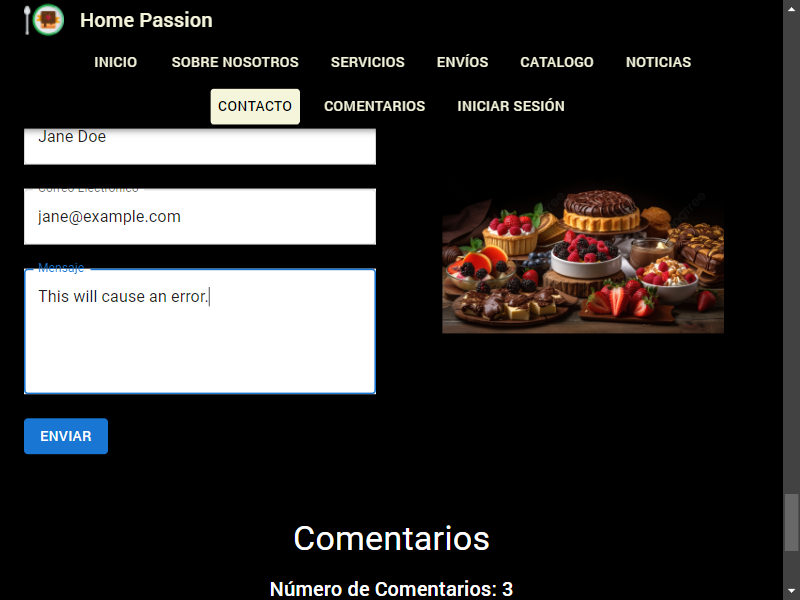 Home Passion
INICIO SOBRE NOSOTROS SERVICIOS ENVÍOS CATALOGO NOTICIAS
CONTACTO COMENTARIOS INICIAR SESIÓN
Jane Doe
Correo Electrónico
jane@example.com
Mensaje
This will cause an error.
ENVIAR
Comentarios
Número de Comentarios: 3